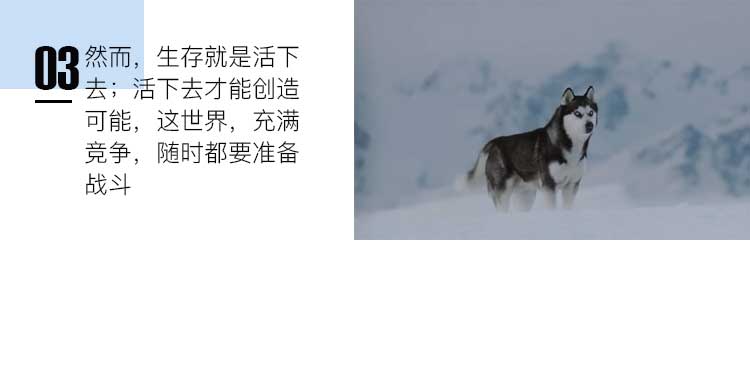 03
然而，生存就是活下
去；活下去才能创造
可能，这世界，充满
竞争，随时都要准备
战斗